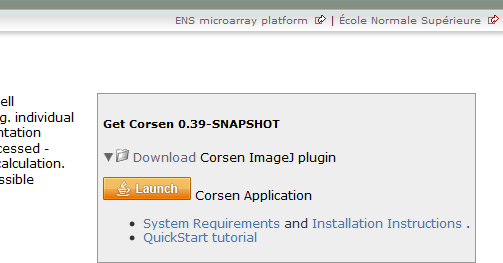 ENS microarray platform | École Normale Supérieure
ell
g. individual
ntation
cessed -
alculation.
ssible
Get Corsen 0.39-SNAPSHOT
Download Corsen ImageJ plugin
Launch Corsen Application
System Requirements and Installation Instructions .
QuickStart tutorial